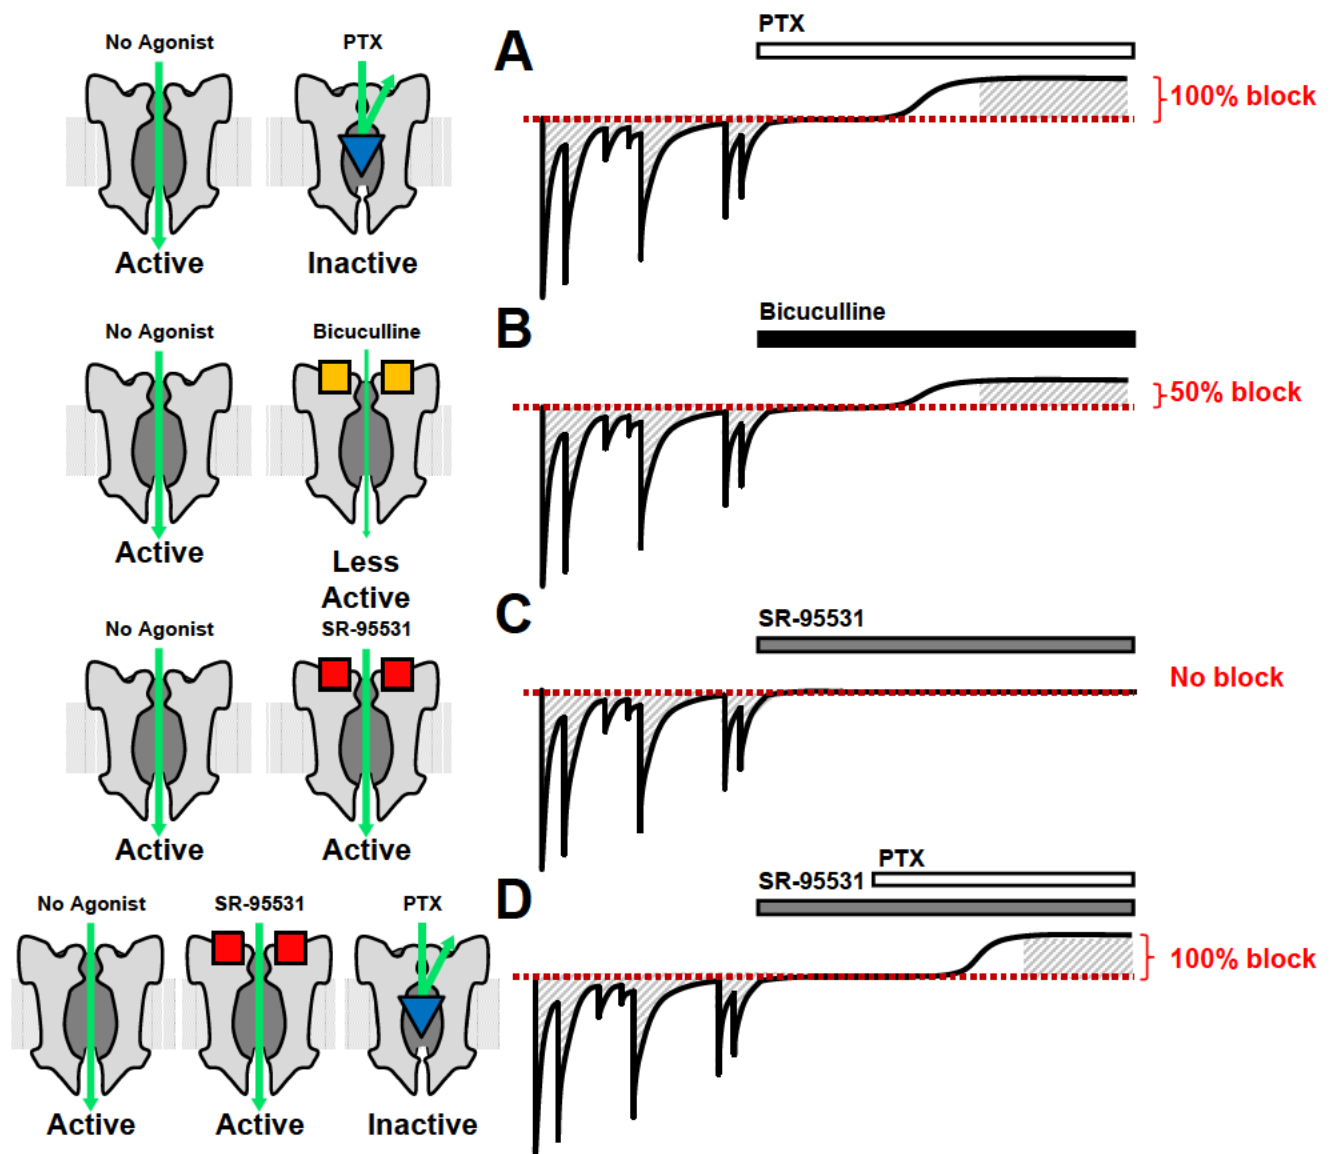 No Agonist
PTX
Active
Inactive
A
PTX
100% block
No Agonist
Bicuculline
Active
Less
Active
B
Bicuculline
50% block
No Agonist
SR-95531
Active
Active
C
SR-95531
No block
No Agonist
SR-95531
PTX
Active
Active
Inactive
D
PTX
SR-95531
100% block